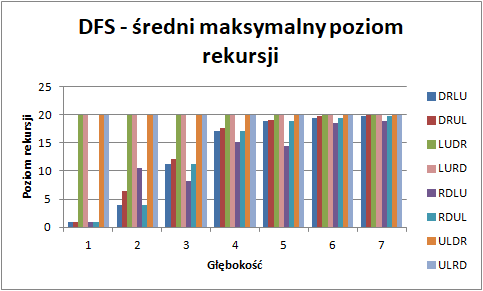 DFS - średni maksymalny poziom
rekursji
25
20
15
10
5
0
Poziom rekursji
1 2 3 4 5 6 7
Głębokość
DRLU
DRUL
LUDR
LURD
RDLU
RDUL
ULDR
ULRD